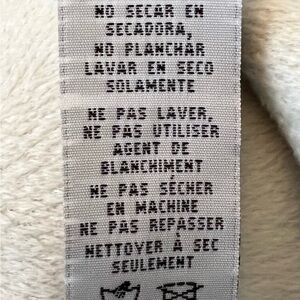 NO SECAR EN
SECADORA,
NO PLANCHAR
LAVAR EN SECO
SOLAMENTE
NE PAS LAVER,
NE PAS UTILISER
AGENT DE
BLANCHIMENT
NE PAS SÉCHER
EN MACHINE
NE PAS REPASSER
NETTOYER À SEC
SEULEMENT